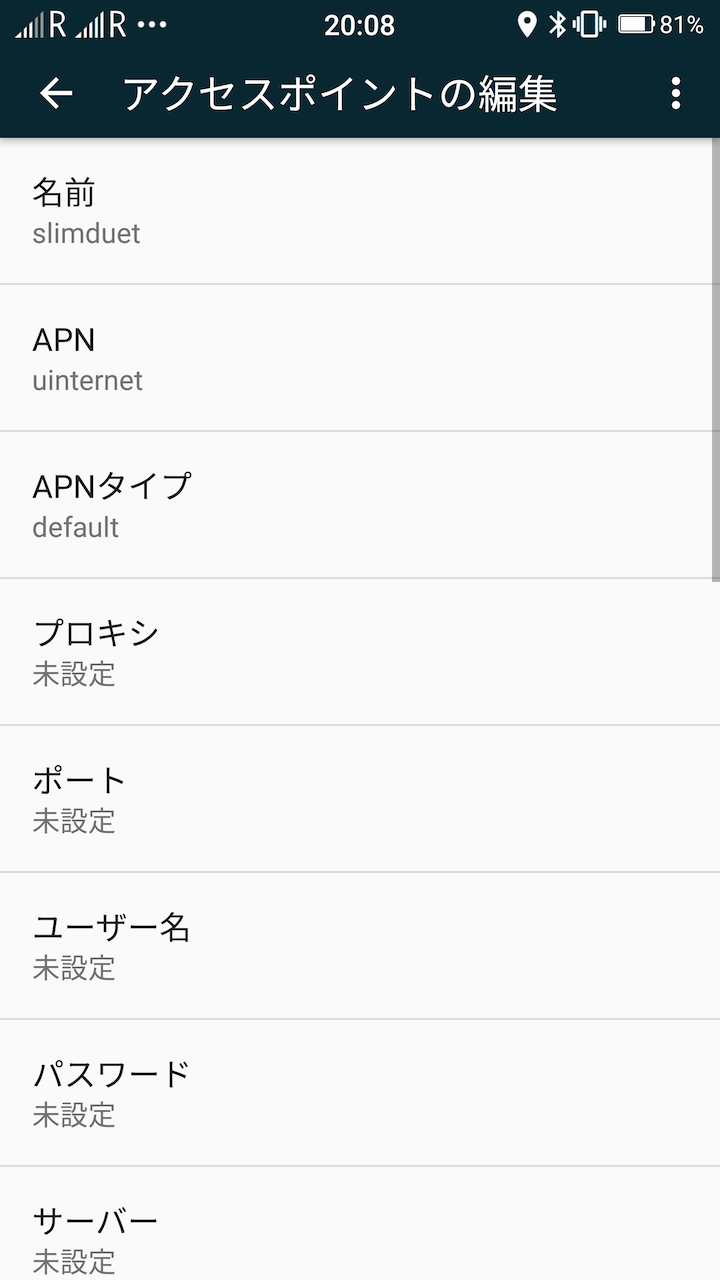 R R ••• 20:08 81%
アクセスポイントの編集
名前
slimduet
APN
uinternet
APNタイプ
default
プロキシ
未設定
ポート
未設定
ユーザー名
未設定
パスワード
未設定
サーバー
未設定